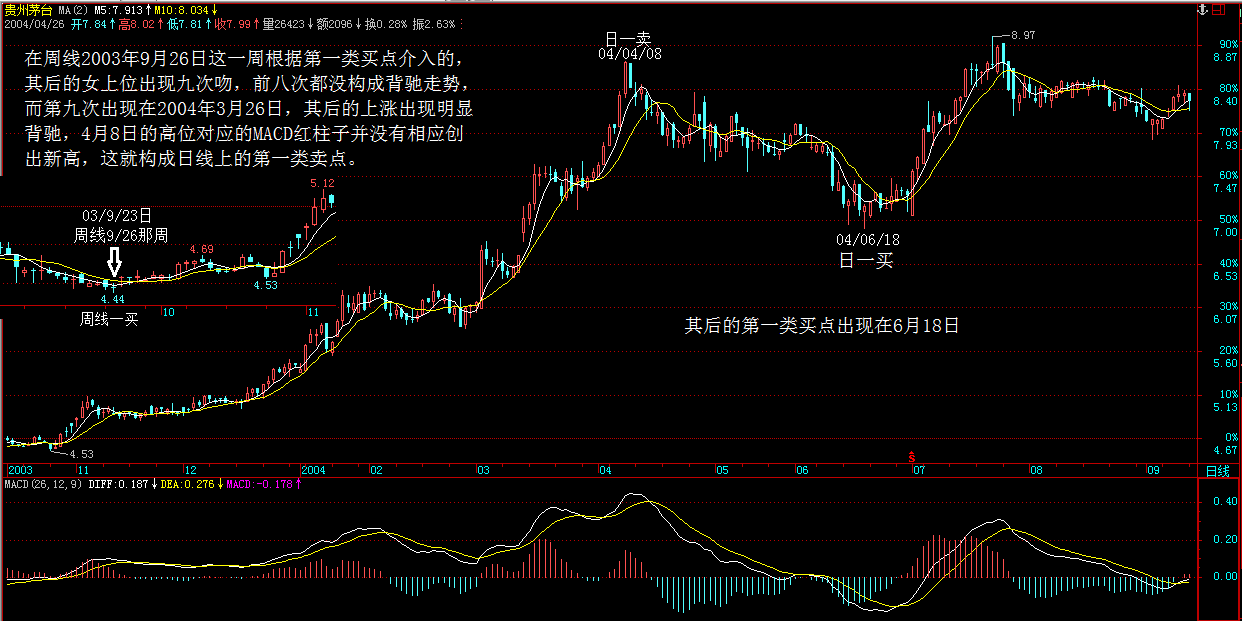 贵州茅台 MA(2) M5:7.913↑M10:8.034↓
2004/04/26 开7.84↑高8.02↑低7.81↑收7.99↑量26423↓额2096↓换0.28% 振2.63%
在周线2003年9月26日这一周根据第一类买点介入的，
其后的女上位出现九次吻，前八次都没构成背驰走势，
而第九次出现在2004年3月26日，其后的上涨出现明显
背驰，4月8日的高位对应的MACD红柱子并没有相应创
出新高，这就构成日线上的第一类卖点。
日一卖
04/04/08
8.97
90%
8.87
80%
8.40
70%
7.93
60%
7.47
50%
7.00
40%
6.53
30%
6.07
20%
5.60
10%
5.13
0%
4.67
5.12
03/9/23日
周线9/26那周
4.69
4.44
4.53
周线一买
10
11
04/06/18
日一买
其后的第一类买点出现在6月18日
4.53
S
2003 11 12 2004 02 03 04 05 06 07 08 09 日线
MACD(26,12,9) DIFF:0.187↓DEA:0.276↓MACD:-0.178↑
0.40
0.20
0.00